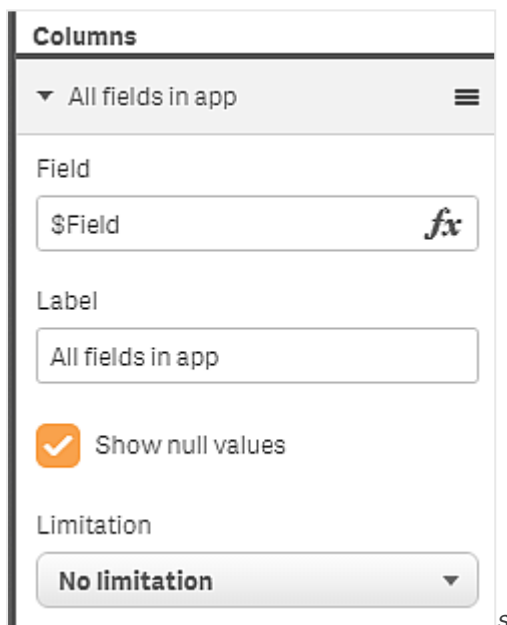 Columns
All fields in app
Field
$Field fx
Label
All fields in app
Show null values
Limitation
No limitation
s